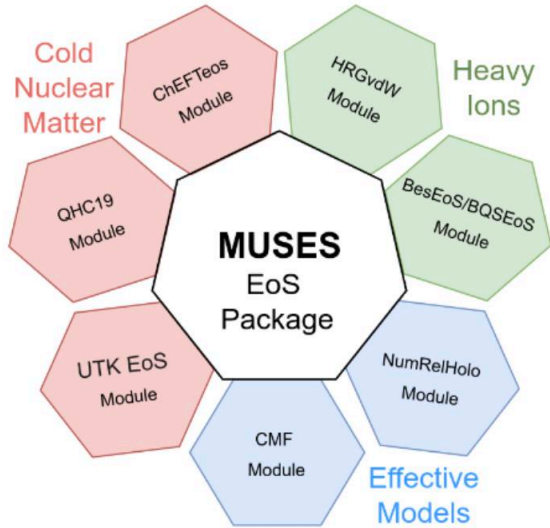 Cold
Nuclear
Matter
ChEFTeos
Module
HRGvdW
Module
Heavy
Ions
QHC19
Module
BesEoS/BQSEoS
Module
MUSES
EoS
Package
UTK EoS
Module
NumRelHolo
Module
CMF
Module
Effective
Models